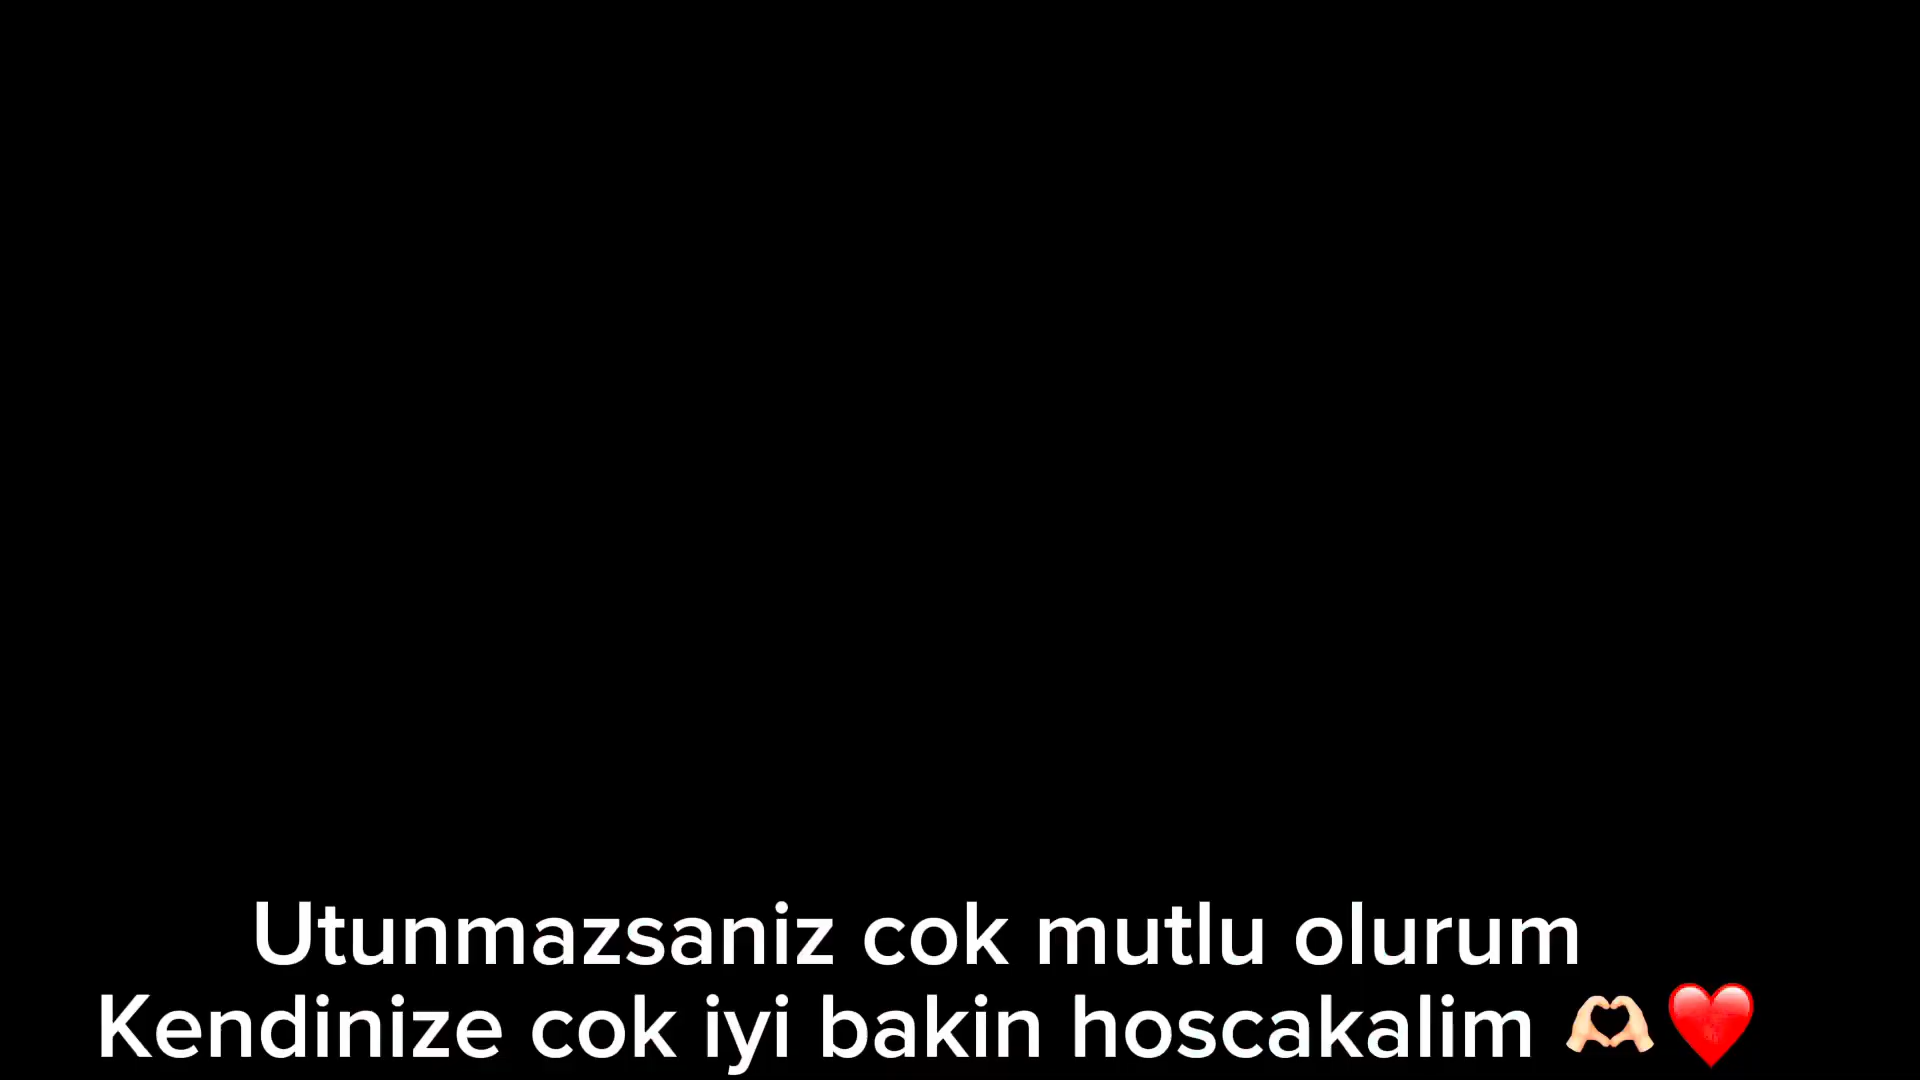 Utunmazsaniz cok mutlu olurum
Kendinize cok iyi bakin hoscakalim 🫶🏻❤️